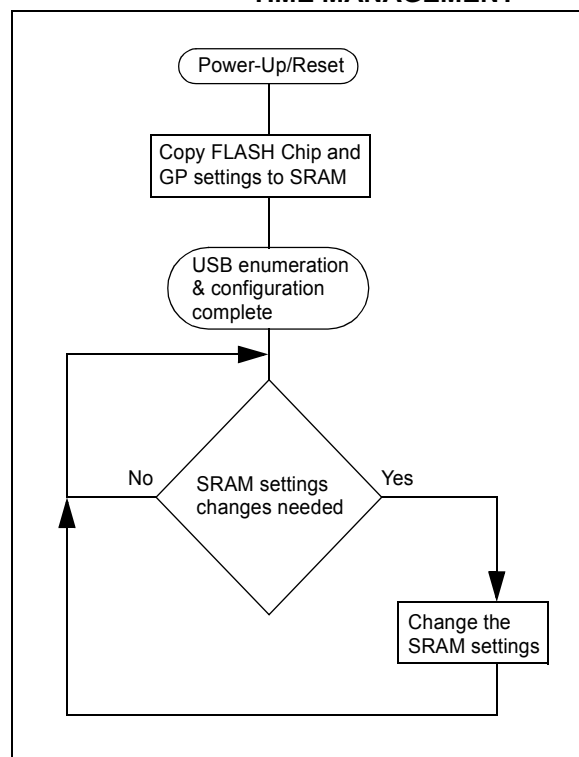 TIME MANAGEMENT
Power-Up/Reset
Copy FLASH Chip and
GP settings to SRAM
USB enumeration
& configuration
complete
No
SRAM settings
changes needed
Yes
Change the
SRAM settings